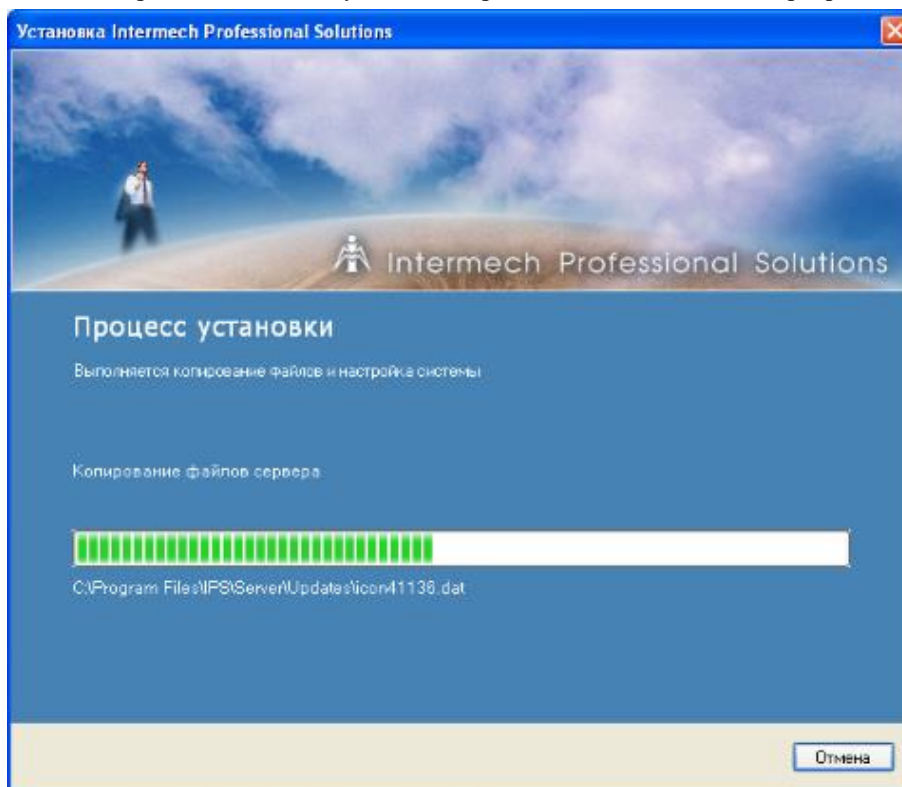 Установка Intermech Professional Solutions
Intermech Professional Solutions
Процесс установки
Выполняется копирование файлов и настройка системы
Копирование файлов сервера
C:\Program Files\IPS\Server\Updates\icon41136.dat
Отмена